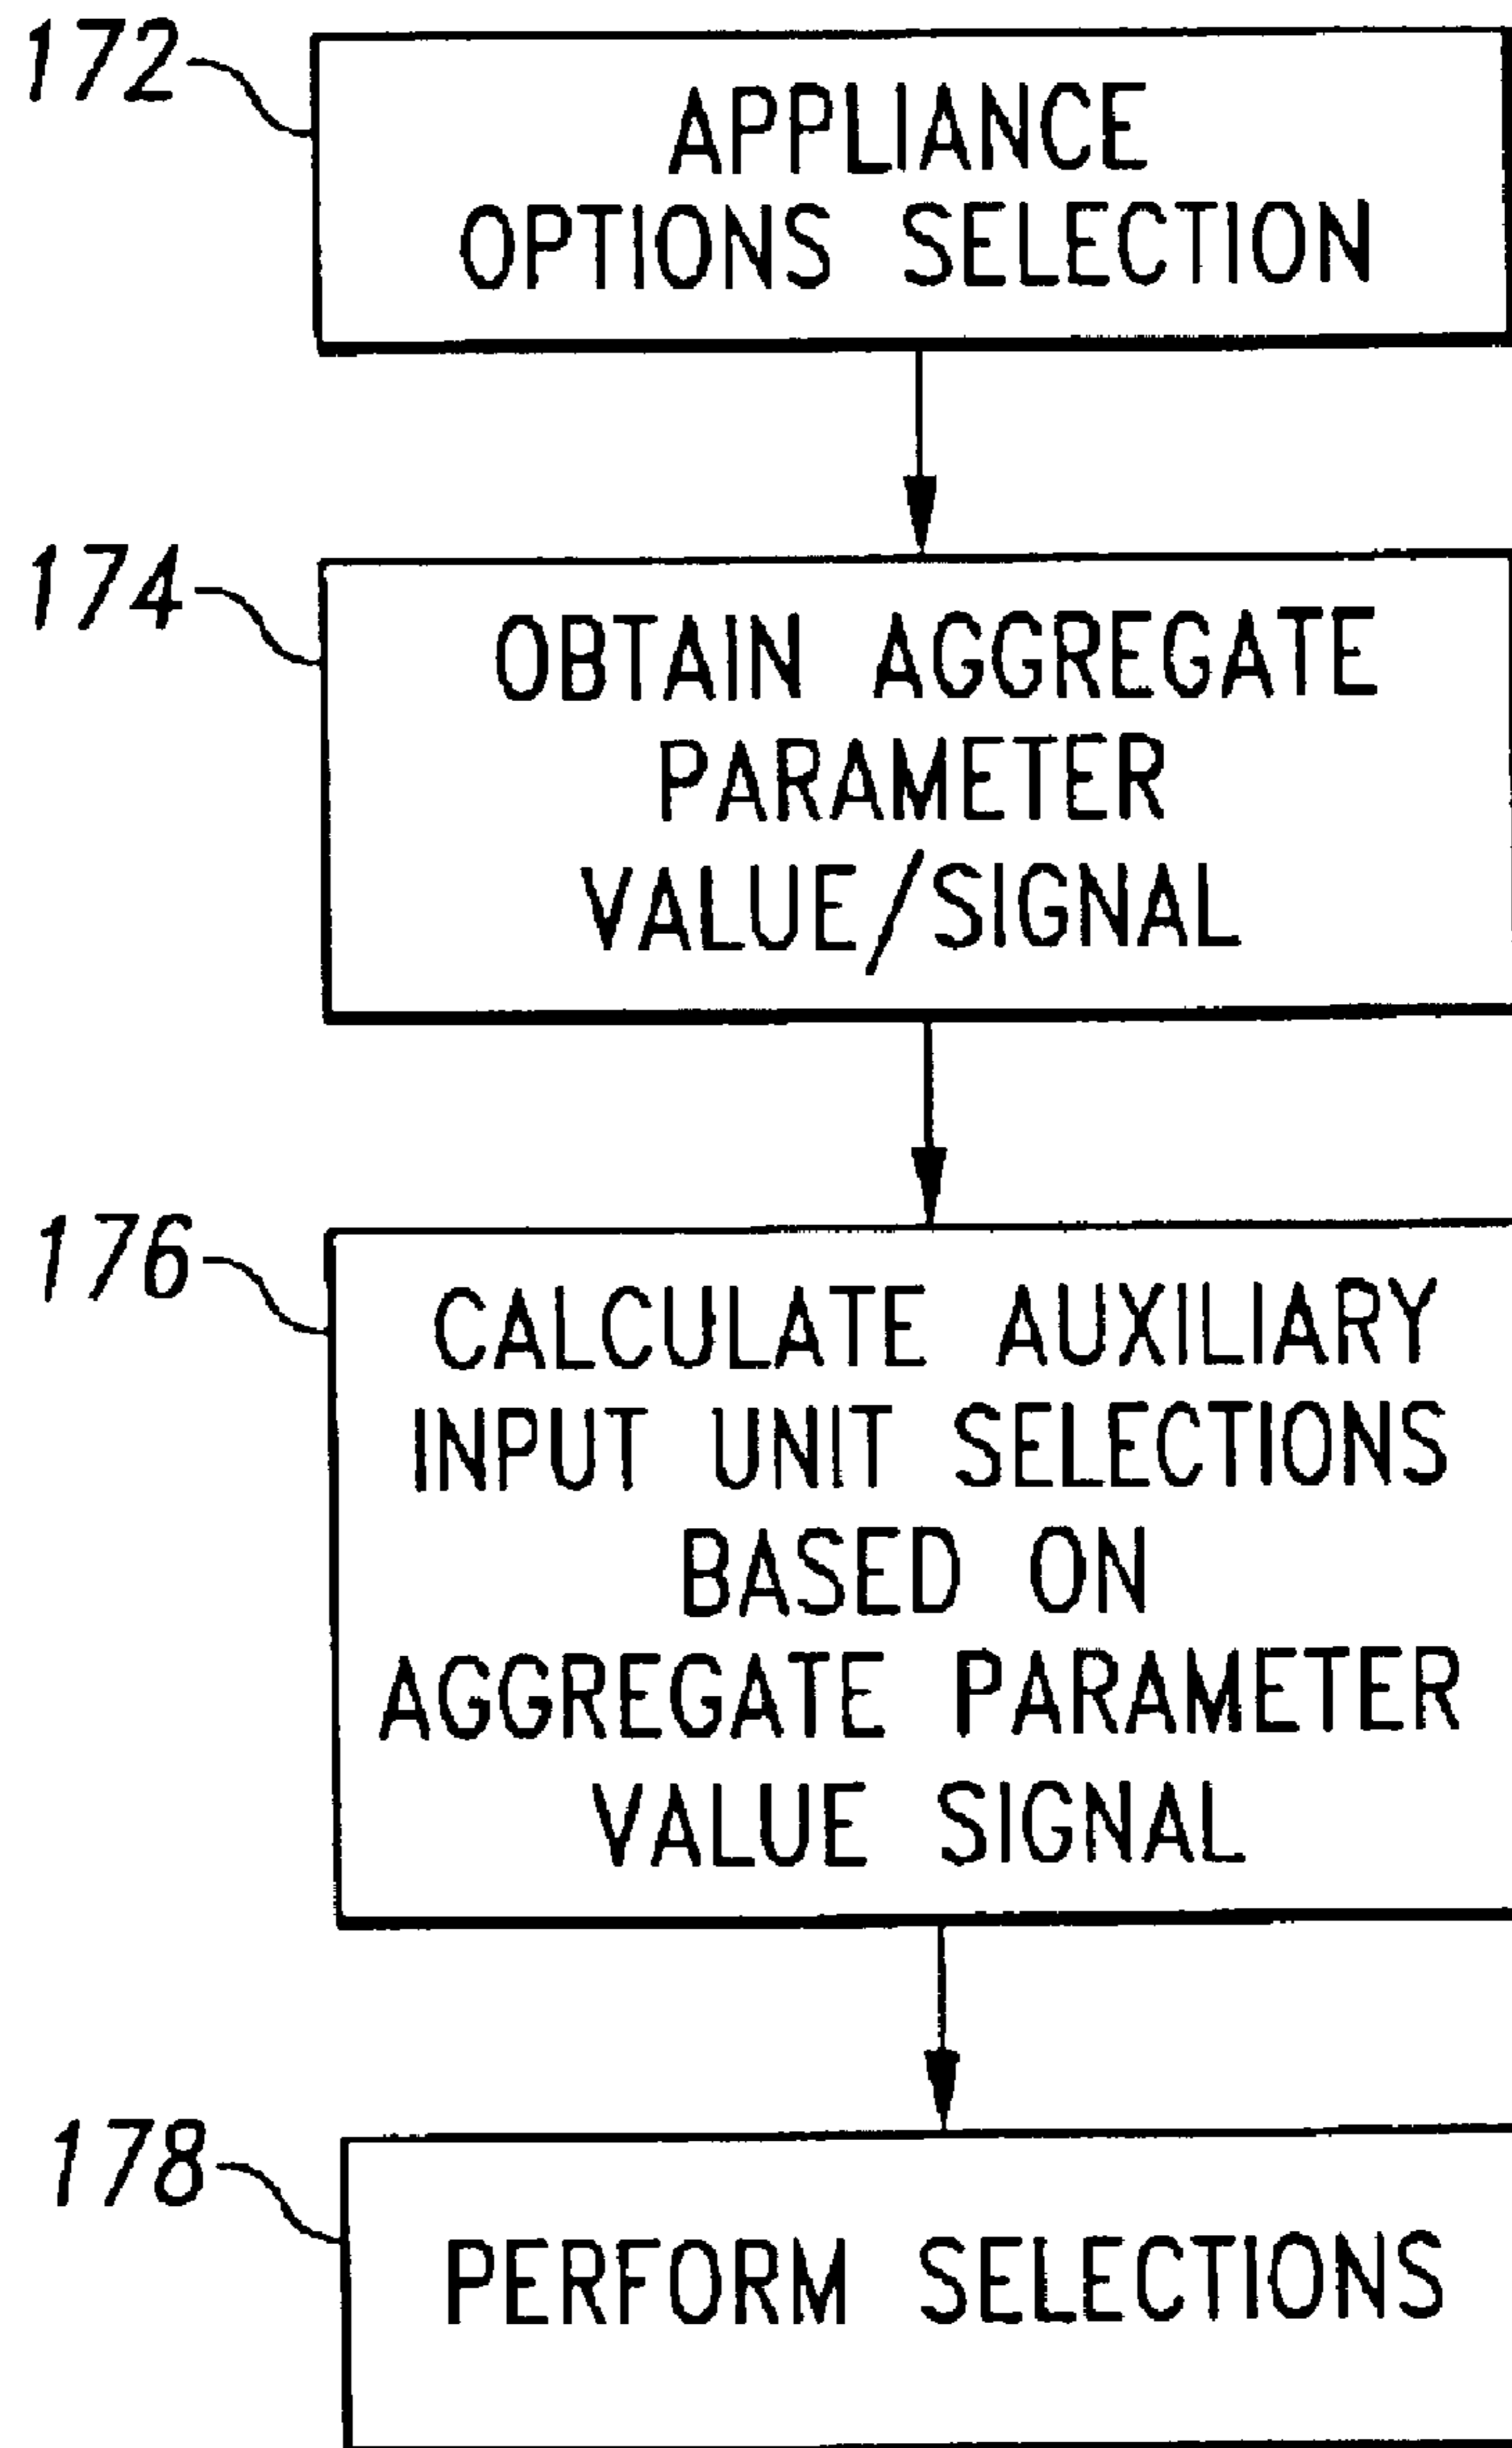 172
APPLIANCE
OPTIONS SELECTION
174
OBTAIN AGGREGATE
PARAMETER
VALUE/SIGNAL
176
CALCULATE AUXILIARY
INPUT UNIT SELECTIONS
BASED ON
AGGREGATE PARAMETER
VALUE SIGNAL
178
PERFORM SELECTIONS